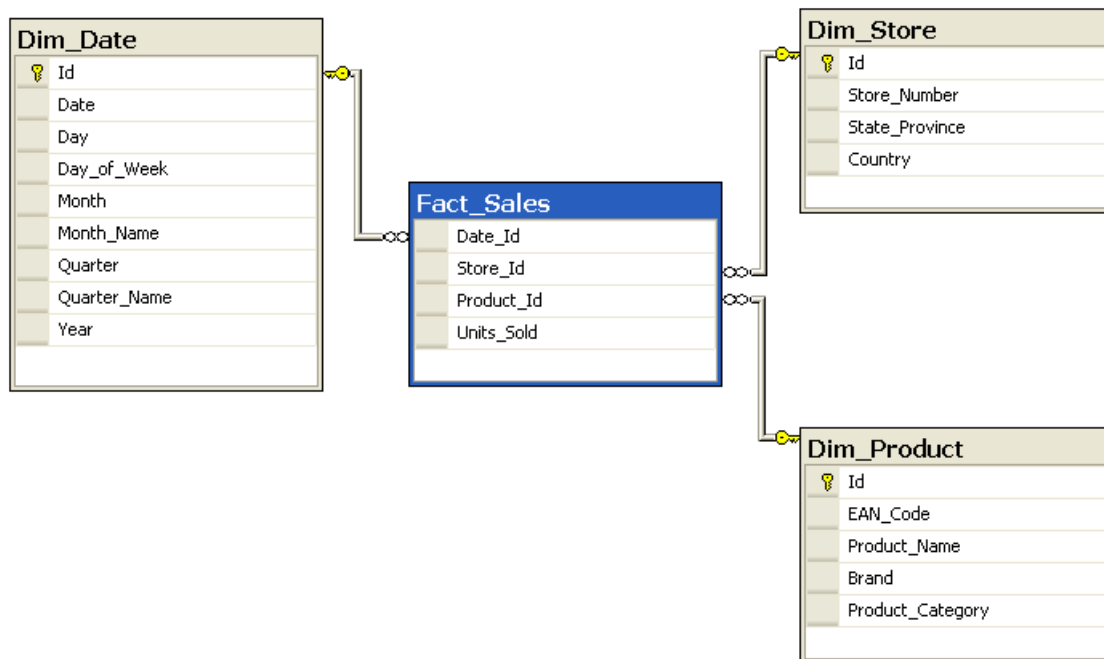 Dim_Date
Id
Date
Day
Day_of_Week
Month
Month_Name
Quarter
Quarter_Name
Year
Fact_Sales
Date_Id
Store_Id
Product_Id
Units_Sold
Dim_Store
Id
Store_Number
State_Province
Country
Dim_Product
Id
EAN_Code
Product_Name
Brand
Product_Category